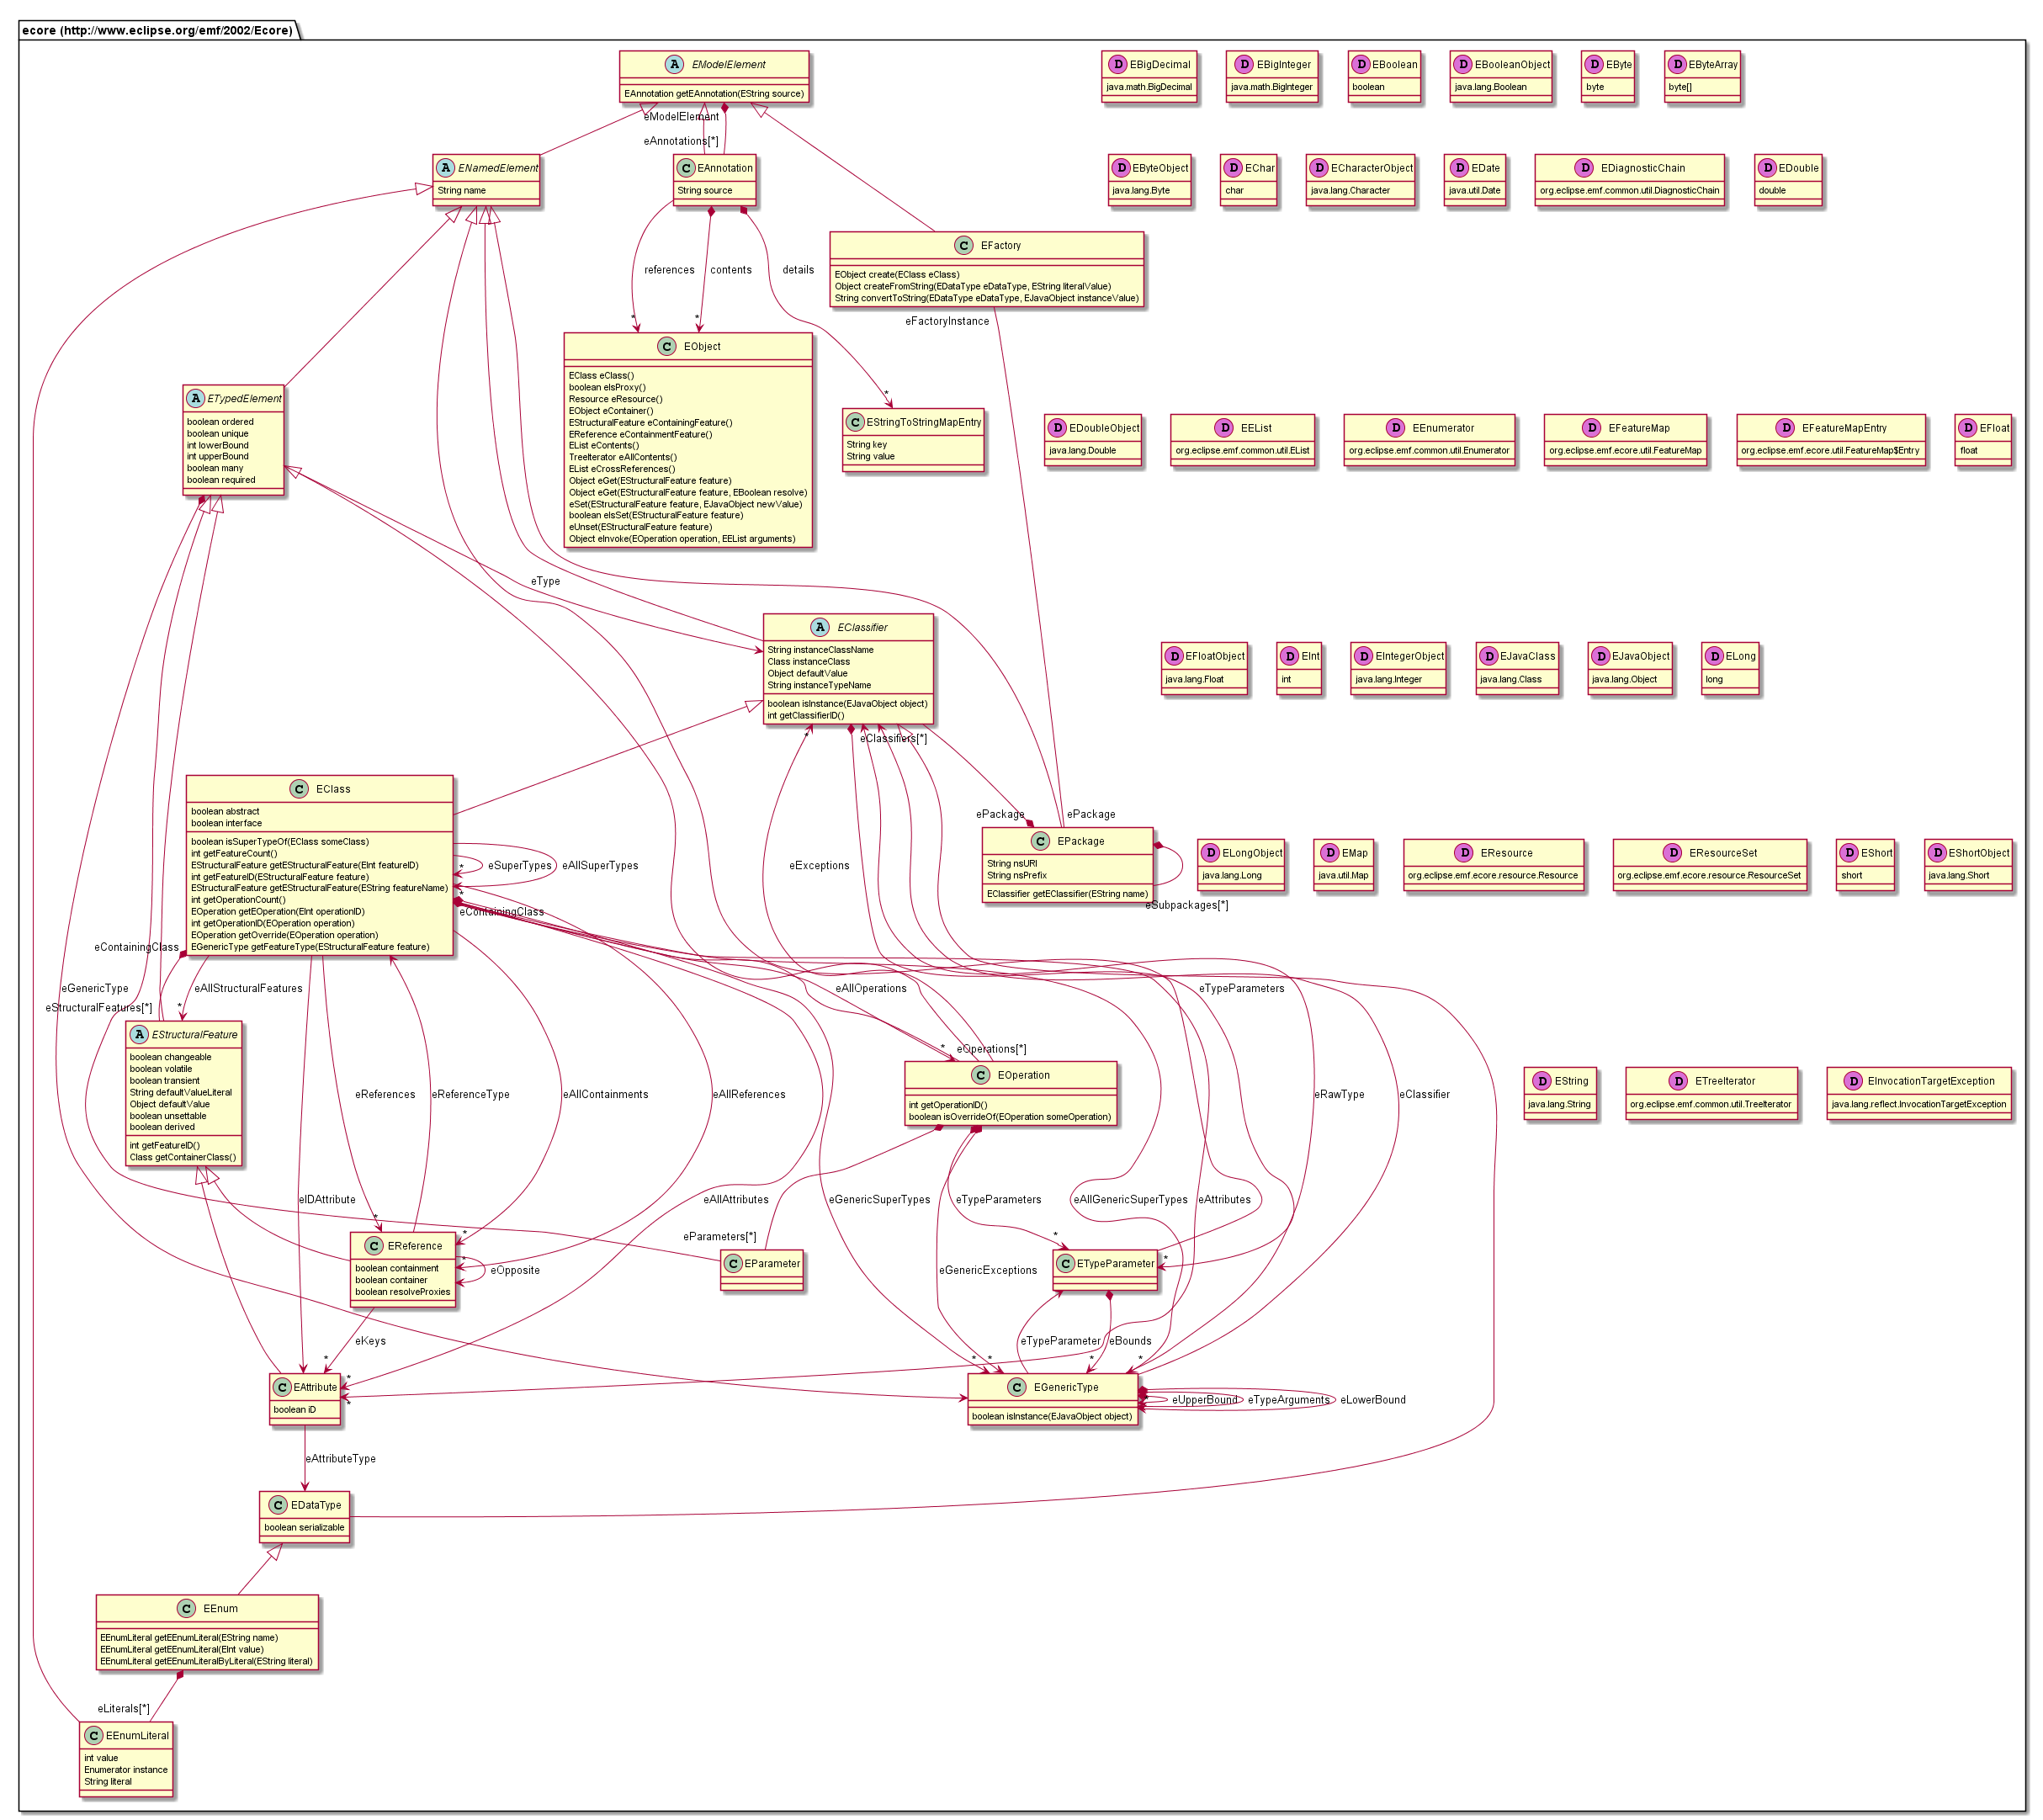 ecore (http://www.eclipse.org/emf/2002/Ecore)
A EModelElement
EAnnotation getEAnnotation(EString source)
D EBigDecimal
java.math.BigDecimal
D EBigInteger
java.math.BigInteger
D EBoolean
boolean
D EBooleanObject
java.lang.Boolean
D EByte
byte
D EByteArray
byte[]
eModelElement
eAnnotations[*]
A ENamedElement
String name
C EAnnotation
String source
D EByteObject
java.lang.Byte
D EChar
char
D ECharacterObject
java.lang.Character
D EDate
java.util.Date
D EDiagnosticChain
org.eclipse.emf.common.util.DiagnosticChain
D EDouble
double
C EFactory
EObject create(EClass eClass)
Object createFromString(EDataType eDataType, EString literalValue)
String convertToString(EDataType eDataType, EJavaObject instanceValue)
references
contents
details
eFactoryInstance
*
*
C EObject
EClass eClass()
boolean eIsProxy()
Resource eResource()
EObject eContainer()
EStructuralFeature eContainingFeature()
EReference eContainmentFeature()
EList eContents()
TreeIterator eAllContents()
EList eCrossReferences()
Object eGet(EStructuralFeature feature)
Object eGet(EStructuralFeature feature, EBoolean resolve)
eSet(EStructuralFeature feature, EJavaObject newValue)
boolean eIsSet(EStructuralFeature feature)
eUnset(EStructuralFeature feature)
Object eInvoke(EOperation operation, EEList arguments)
*
C EStringToStringMapEntry
String key
String value
A ETypedElement
boolean ordered
boolean unique
int lowerBound
int upperBound
boolean many
boolean required
D EDoubleObject
java.lang.Double
D EEList
org.eclipse.emf.common.util.EList
D EEnumerator
org.eclipse.emf.common.util.Enumerator
D EFeatureMap
org.eclipse.emf.ecore.util.FeatureMap
D EFeatureMapEntry
org.eclipse.emf.ecore.util.FeatureMap$Entry
D EFloat
float
eType
A EClassifier
String instanceClassName
Class instanceClass
Object defaultValue
String instanceTypeName
boolean isInstance(EJavaObject object)
int getClassifierID()
D EFloatObject
java.lang.Float
D EInt
int
D EIntegerObject
java.lang.Integer
D EJavaClass
java.lang.Class
D EJavaObject
java.lang.Object
D ELong
long
*
eClassifiers[*]
C EClass
boolean abstract
boolean interface
boolean isSuperTypeOf(EClass someClass)
int getFeatureCount()
EStructuralFeature getEStructuralFeature(EInt featureID)
int getFeatureID(EStructuralFeature feature)
EStructuralFeature getEStructuralFeature(EString featureName)
int getOperationCount()
EOperation getEOperation(EInt operationID)
int getOperationID(EOperation operation)
EOperation getOverride(EOperation operation)
EGenericType getFeatureType(EStructuralFeature feature)
*
eSuperTypes
eAllSuperTypes
*
eExceptions
ePackage
ePackage
C EPackage
String nsURI
String nsPrefix
EClassifier getEClassifier(EString name)
eSubpackages[*]
D ELongObject
java.lang.Long
D EMap
java.util.Map
D EResource
org.eclipse.emf.ecore.resource.Resource
D EResourceSet
org.eclipse.emf.ecore.resource.ResourceSet
D EShort
short
D EShortObject
java.lang.Short
eContainingClass
eContainingClass
eGenericType
eAllStructuralFeatures
eStructuralFeatures[*]
*
eAllOperations
eTypeParameters
*
eOperations[*]
A EStructuralFeature
boolean changeable
boolean volatile
boolean transient
String defaultValueLiteral
Object defaultValue
boolean unsettable
boolean derived
int getFeatureID()
Class getContainerClass()
eReferences
eReferenceType
eAllContainments
eAllReferences
C EOperation
int getOperationID()
boolean isOverrideOf(EOperation someOperation)
eRawType
eClassifier
D EString
java.lang.String
D ETreeIterator
org.eclipse.emf.common.util.TreeIterator
D EInvocationTargetException
java.lang.reflect.InvocationTargetException
eIDAttribute
eAllAttributes
eGenericSuperTypes
eTypeParameters
eAllGenericSuperTypes
eAttributes
*
*
eParameters[*]
*
C EReference
boolean containment
boolean container
boolean resolveProxies
*
eOpposite
C EParameter
eGenericExceptions
C ETypeParameter
*
eKeys
eTypeParameter
eBounds
*
*
*
*
*
C EAttribute
boolean iD
*
*
C EGenericType
boolean isInstance(EJavaObject object)
*
eUpperBound
eTypeArguments
eLowerBound
eAttributeType
C EDataType
boolean serializable
C EEnum
EEnumLiteral getEEnumLiteral(EString name)
EEnumLiteral getEEnumLiteral(EInt value)
EEnumLiteral getEEnumLiteralByLiteral(EString literal)
eLiterals[*]
C EEnumLiteral
int value
Enumerator instance
String literal